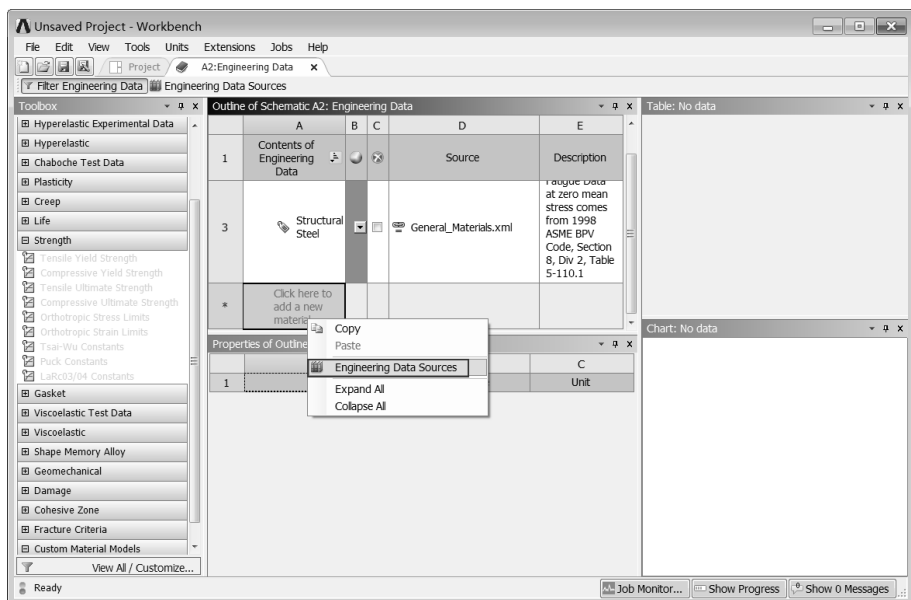 Unsaved Project - Workbench
File Edit View Tools Units Extensions Jobs Help
Project A2:Engineering Data x
Filter Engineering Data Engineering Data Sources
Toolbox
Hyperelastic Experimental Data
Hyperelastic
Chaboche Test Data
Plasticity
Creep
Life
Strength
Tensile Yield Strength
Compressive Yield Strength
Tensile Ultimate Strength
Compressive Ultimate Strength
Orthotropic Stress Limits
Orthotropic Strain Limits
Tsai-Wu Constants
Puck Constants
LaRc03/04 Constants
Gasket
Viscoelastic Test Data
Viscoelastic
Shape Memory Alloy
Geomechanical
Damage
Cohesive Zone
Fracture Criteria
Custom Material Models
View All / Customize...
Outline of Schematic A2: Engineering Data
A B C D E
1 Contents of Source Description
Engineering
Data
Fatigue Data
at zero mean
stress comes
from 1998
3 Structural Steel General_Materials.xml
ASME BPV
Code, Section
8, Div 2, Table
5-110.1
* Click here to
add a new
material
Copy
Paste
Engineering Data Sources
Expand All
Collapse All
Properties of Outline
C
1 Unit
Table: No data
Chart: No data
Ready
Job Monitor... Show Progress Show 0 Messages